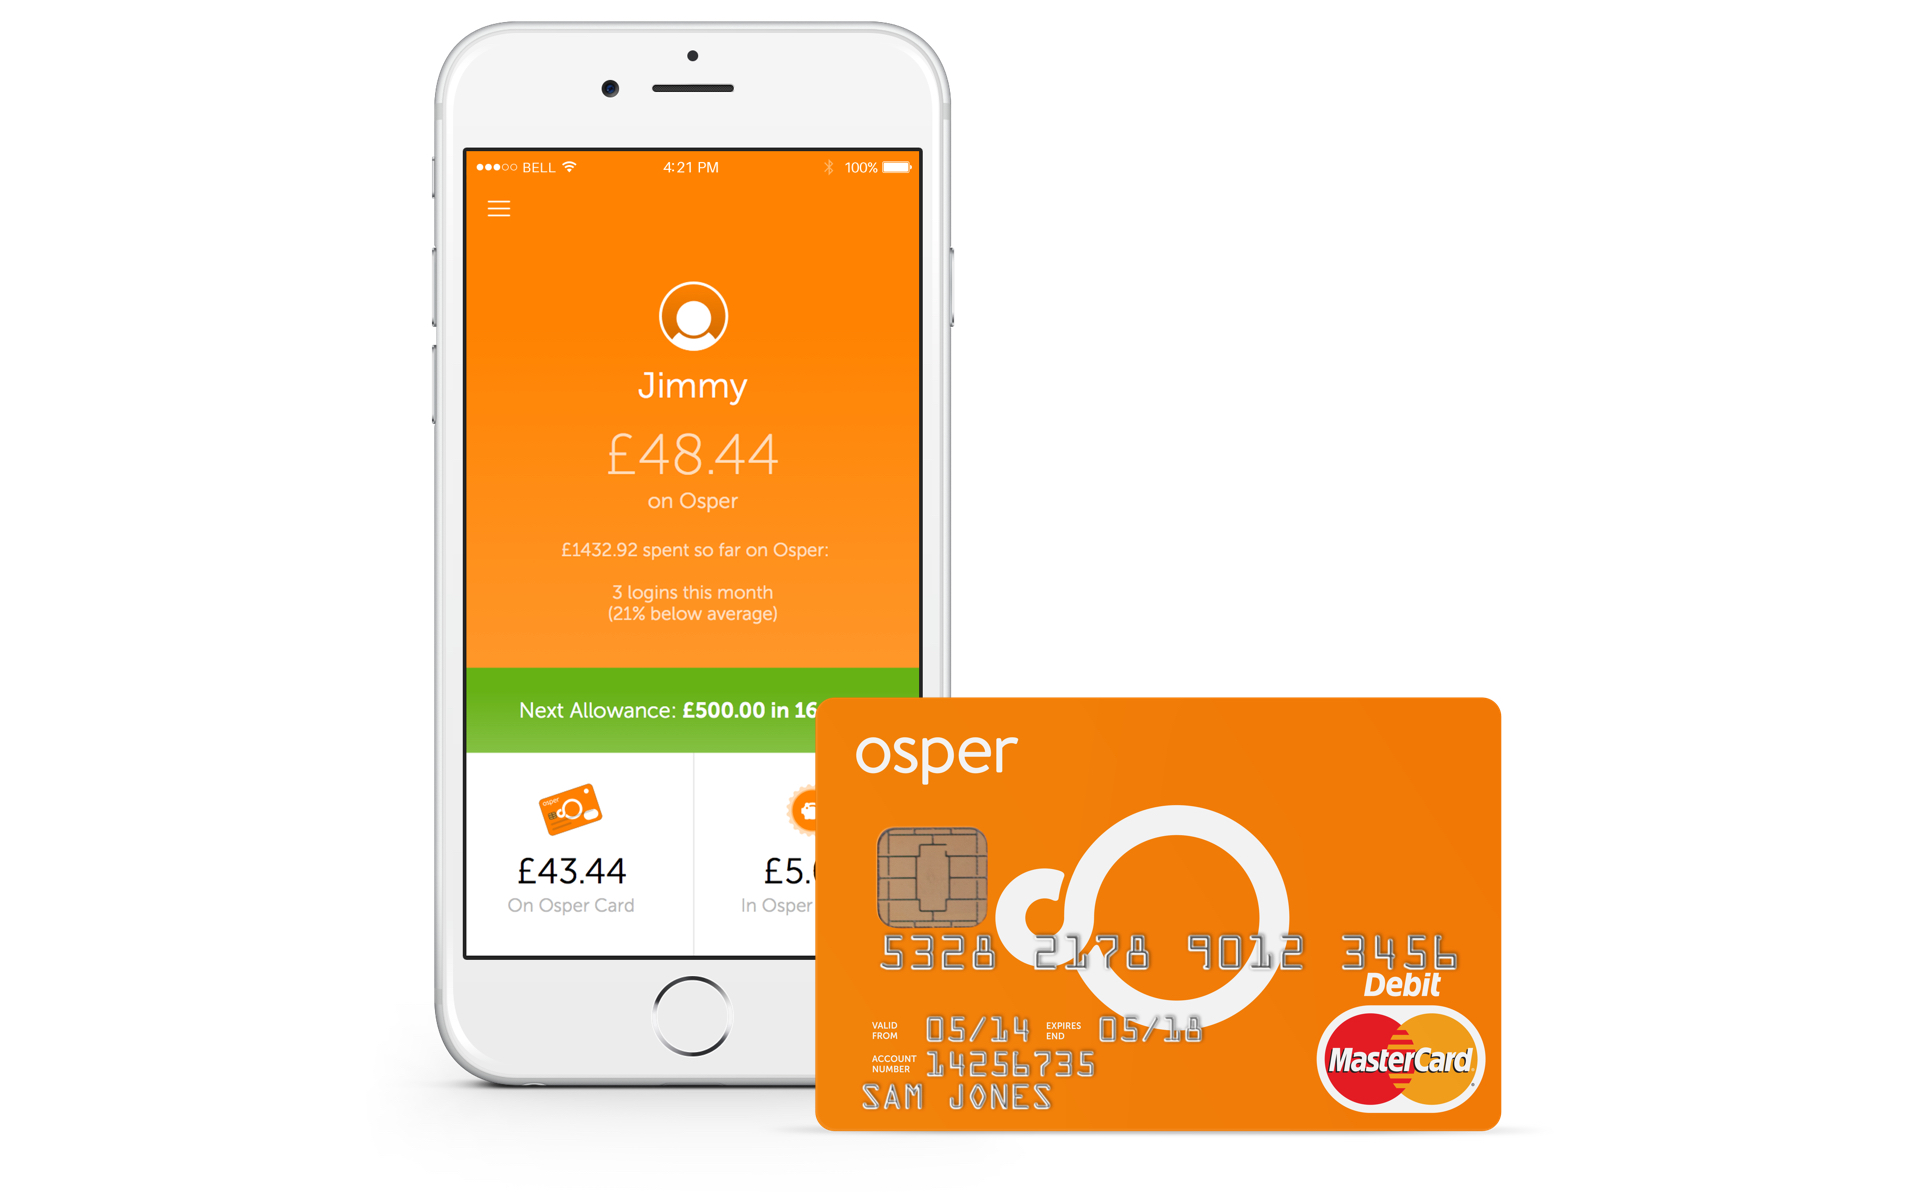 BELL 4:21 PM 100%
Jimmy
£48.44
on Osper
£1432.92 spent so far on Osper:
3 logins this month
(21% below average)
Next Allowance: £500.00 in 16
£43.44
On Osper Card
£5.
In Osper
osper
5328 2178 9012 3456
Debit
VALID FROM 05/14 EXPIRES END 05/18
ACCOUNT NUMBER 14256735
SAM JONES
MasterCard